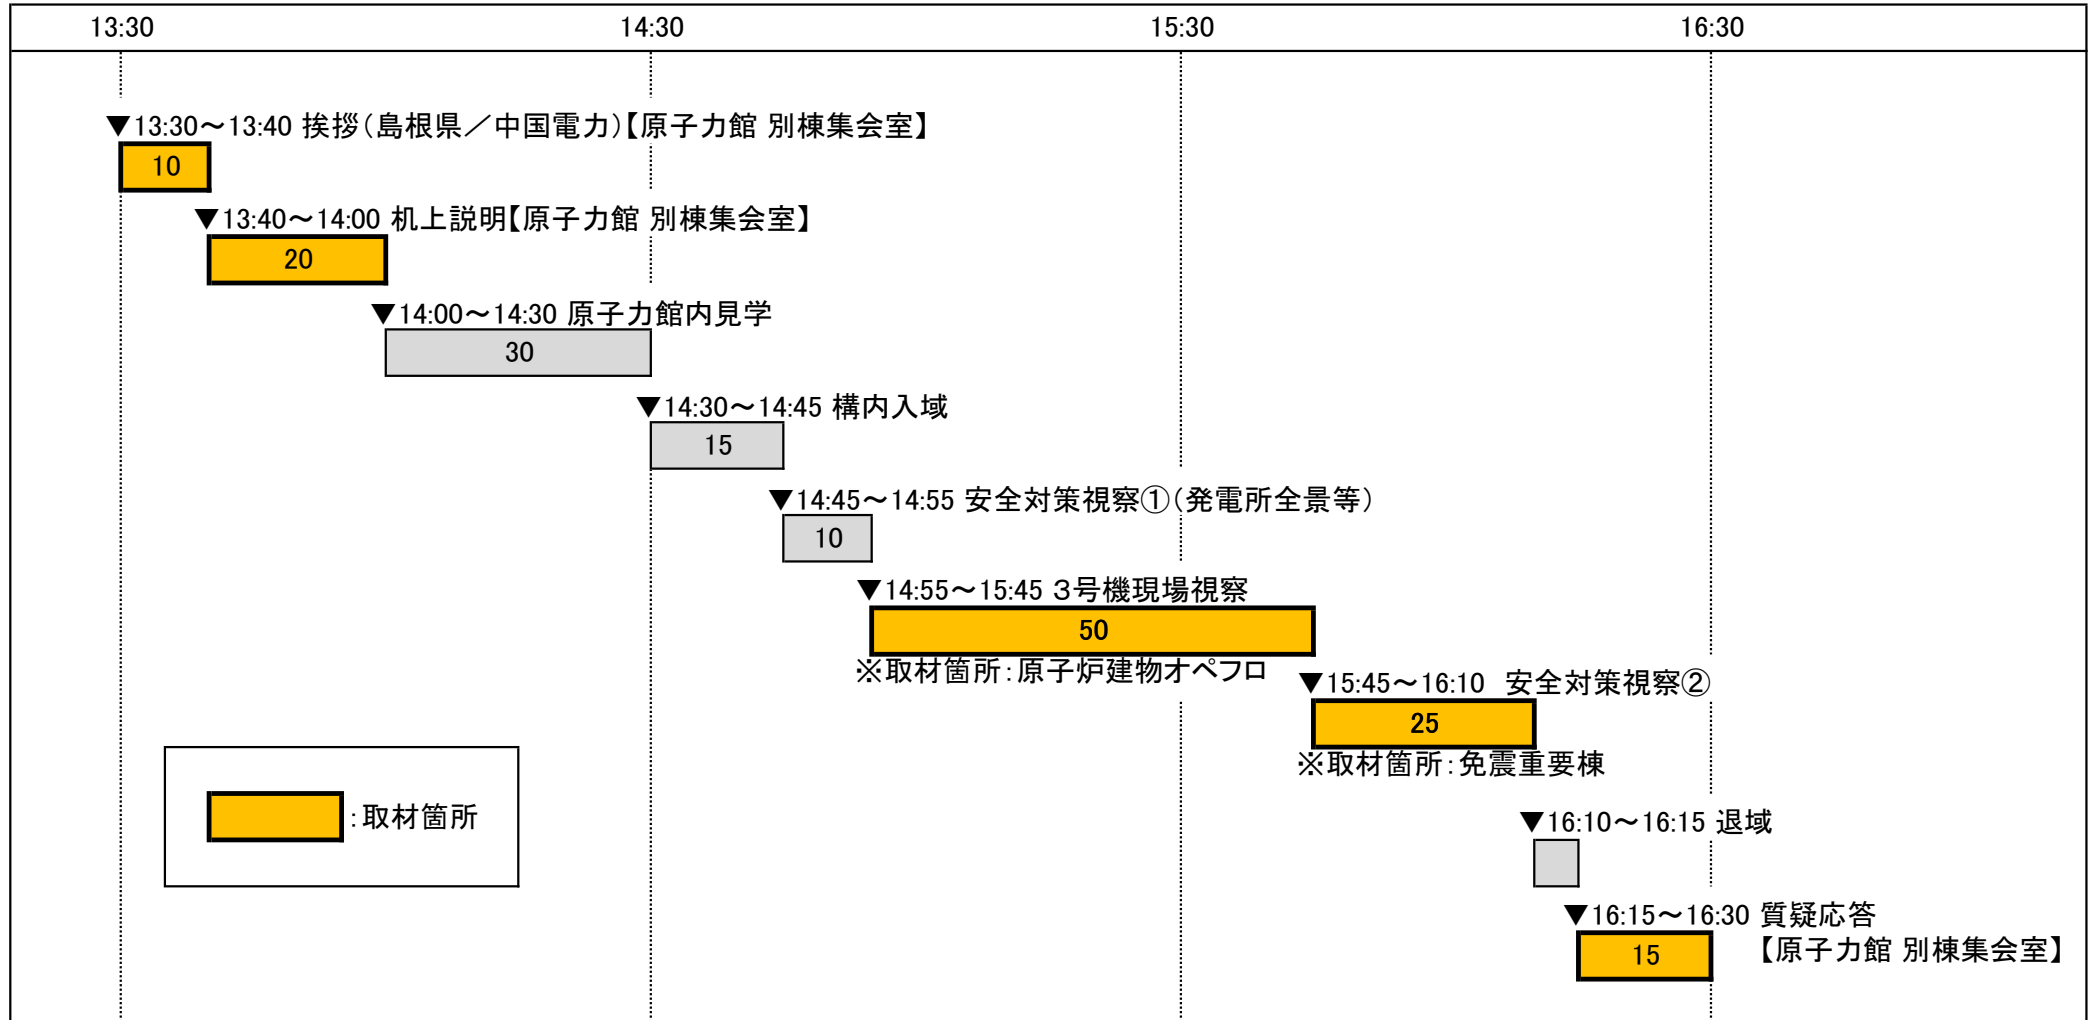 13:30 14:30 15:30 16:30
▼13:30～13:40 挨拶（島根県／中国電力）【原子力館 別棟集会室】
10
▼13:40～14:00 机上説明【原子力館 別棟集会室】
20
▼14:00～14:30 原子力館内見学
30
▼14:30～14:45 構内入域
15
▼14:45～14:55 安全対策視察①（発電所全景等）
10
▼14:55～15:45 ３号機現場視察
50
※取材箇所：原子炉建物オペフロ
▼15:45～16:10 安全対策視察②
25
※取材箇所：免震重要棟
：取材箇所
▼16:10～16:15 退域
▼16:15～16:30 質疑応答
【原子力館 別棟集会室】
15